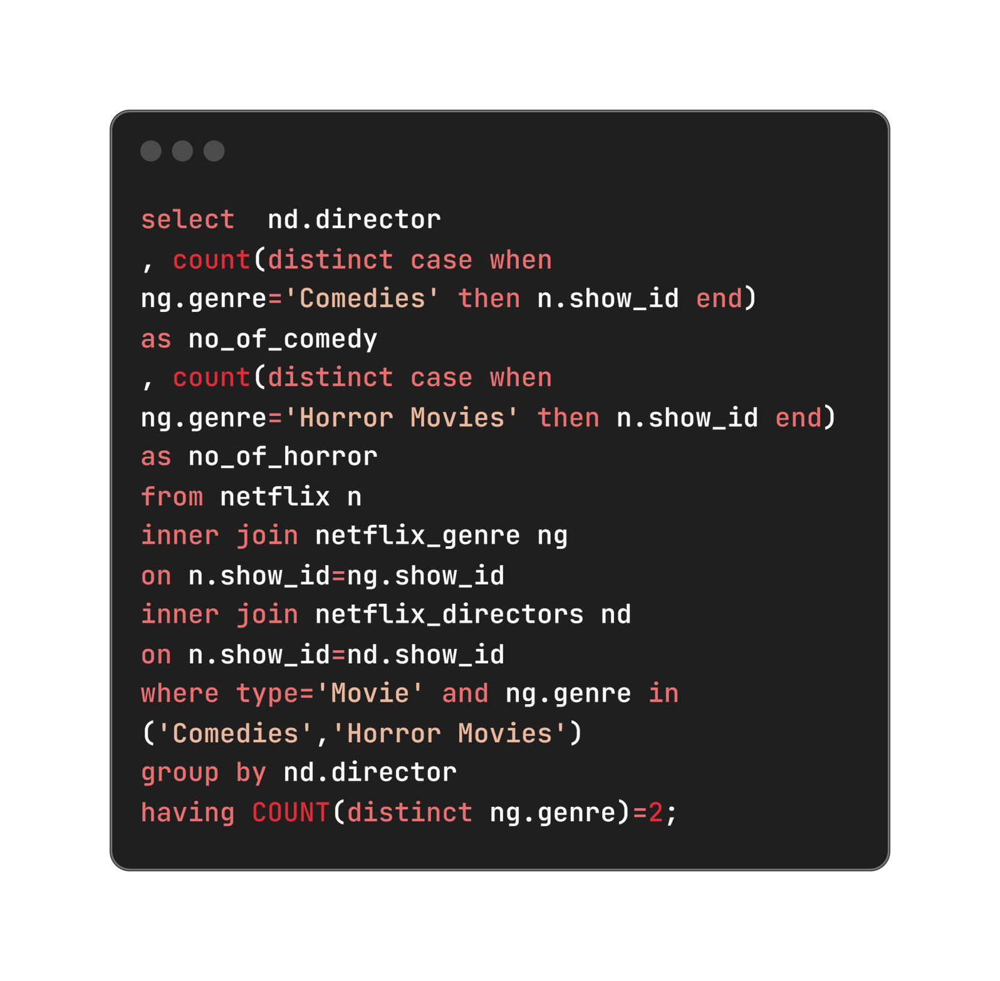 select  nd.director
, count(distinct case when
ng.genre='Comedies' then n.show_id end)
as no_of_comedy
, count(distinct case when
ng.genre='Horror Movies' then n.show_id end)
as no_of_horror
from netflix n
inner join netflix_genre ng
on n.show_id=ng.show_id
inner join netflix_directors nd
on n.show_id=nd.show_id
where type='Movie' and ng.genre in
('Comedies','Horror Movies')
group by nd.director
having COUNT(distinct ng.genre)=2;